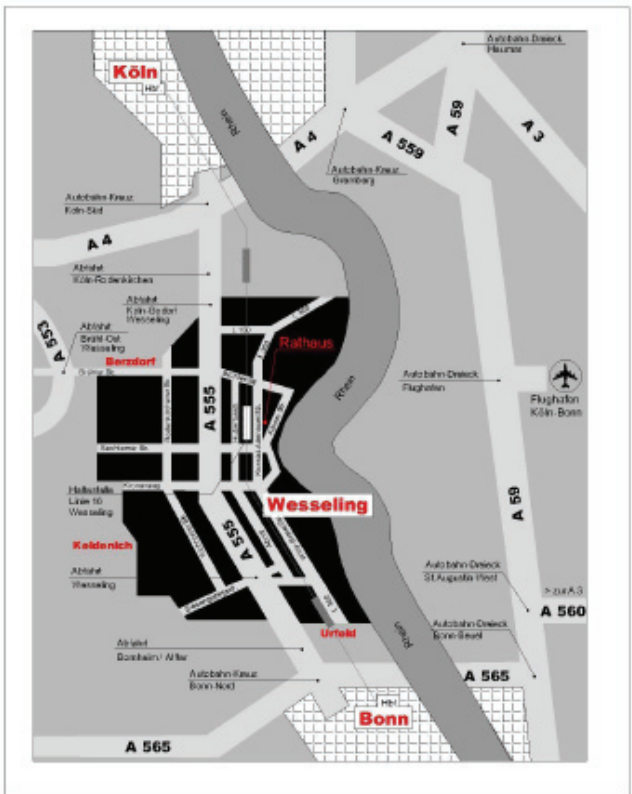 Autobahn-Dreieck
Heumar
Köln
Hbf
Rhein
A 4
A 559
A 59
A 3
Autobahn-Kreuz
Gremberg
Autobahn-Kreuz
Köln-Süd
A 4
Abfahrt
Köln-Rodenkirchen
Abfahrt
Köln-Godorf
Wesseling
A 553
Abfahrt
Brühl-Ost
Wesseling
Berzdorf
L 150
L 300
Rathaus
A 555
Rhein
Autobahn-Dreieck
Flughafen
Flughafen
Köln-Bonn
Haltestelle
Linie 16
Wesseling
Wesseling
A 59
Keldenich
A 555
Abfahrt
Wesseling
Autobahn-Dreieck
St.Augustin-West
> zur A 3
A 560
L 300
Urfeld
Autobahn-Dreieck
Bonn-Beuel
Rhein
Abfahrt
Bornheim / Alfter
Autobahn-Kreuz
Bonn-Nord
A 565
Hbf
Bonn
A 565